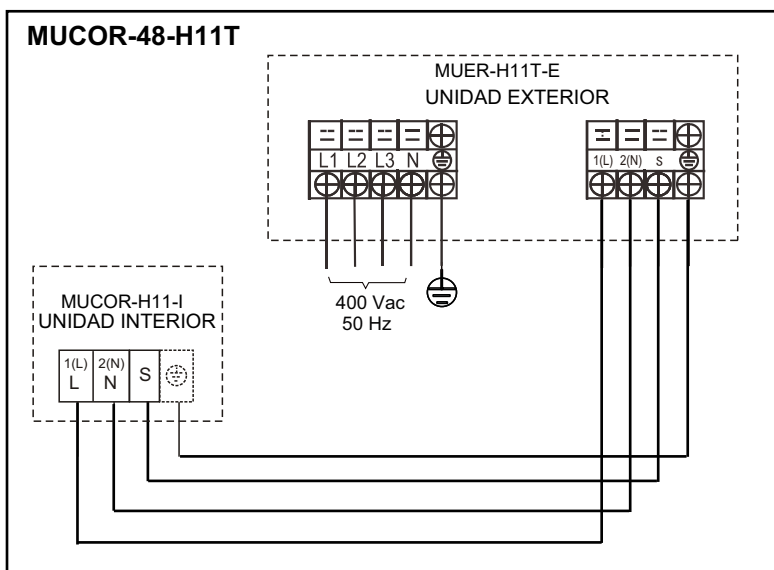 MUCOR-48-H11T
MUER-H11T-E
UNIDAD EXTERIOR
L1 L2 L3 N
1(L) 2(N) S
400 Vac
50 Hz
MUCOR-H11-I
UNIDAD INTERIOR
1(L) 2(N)
L N S